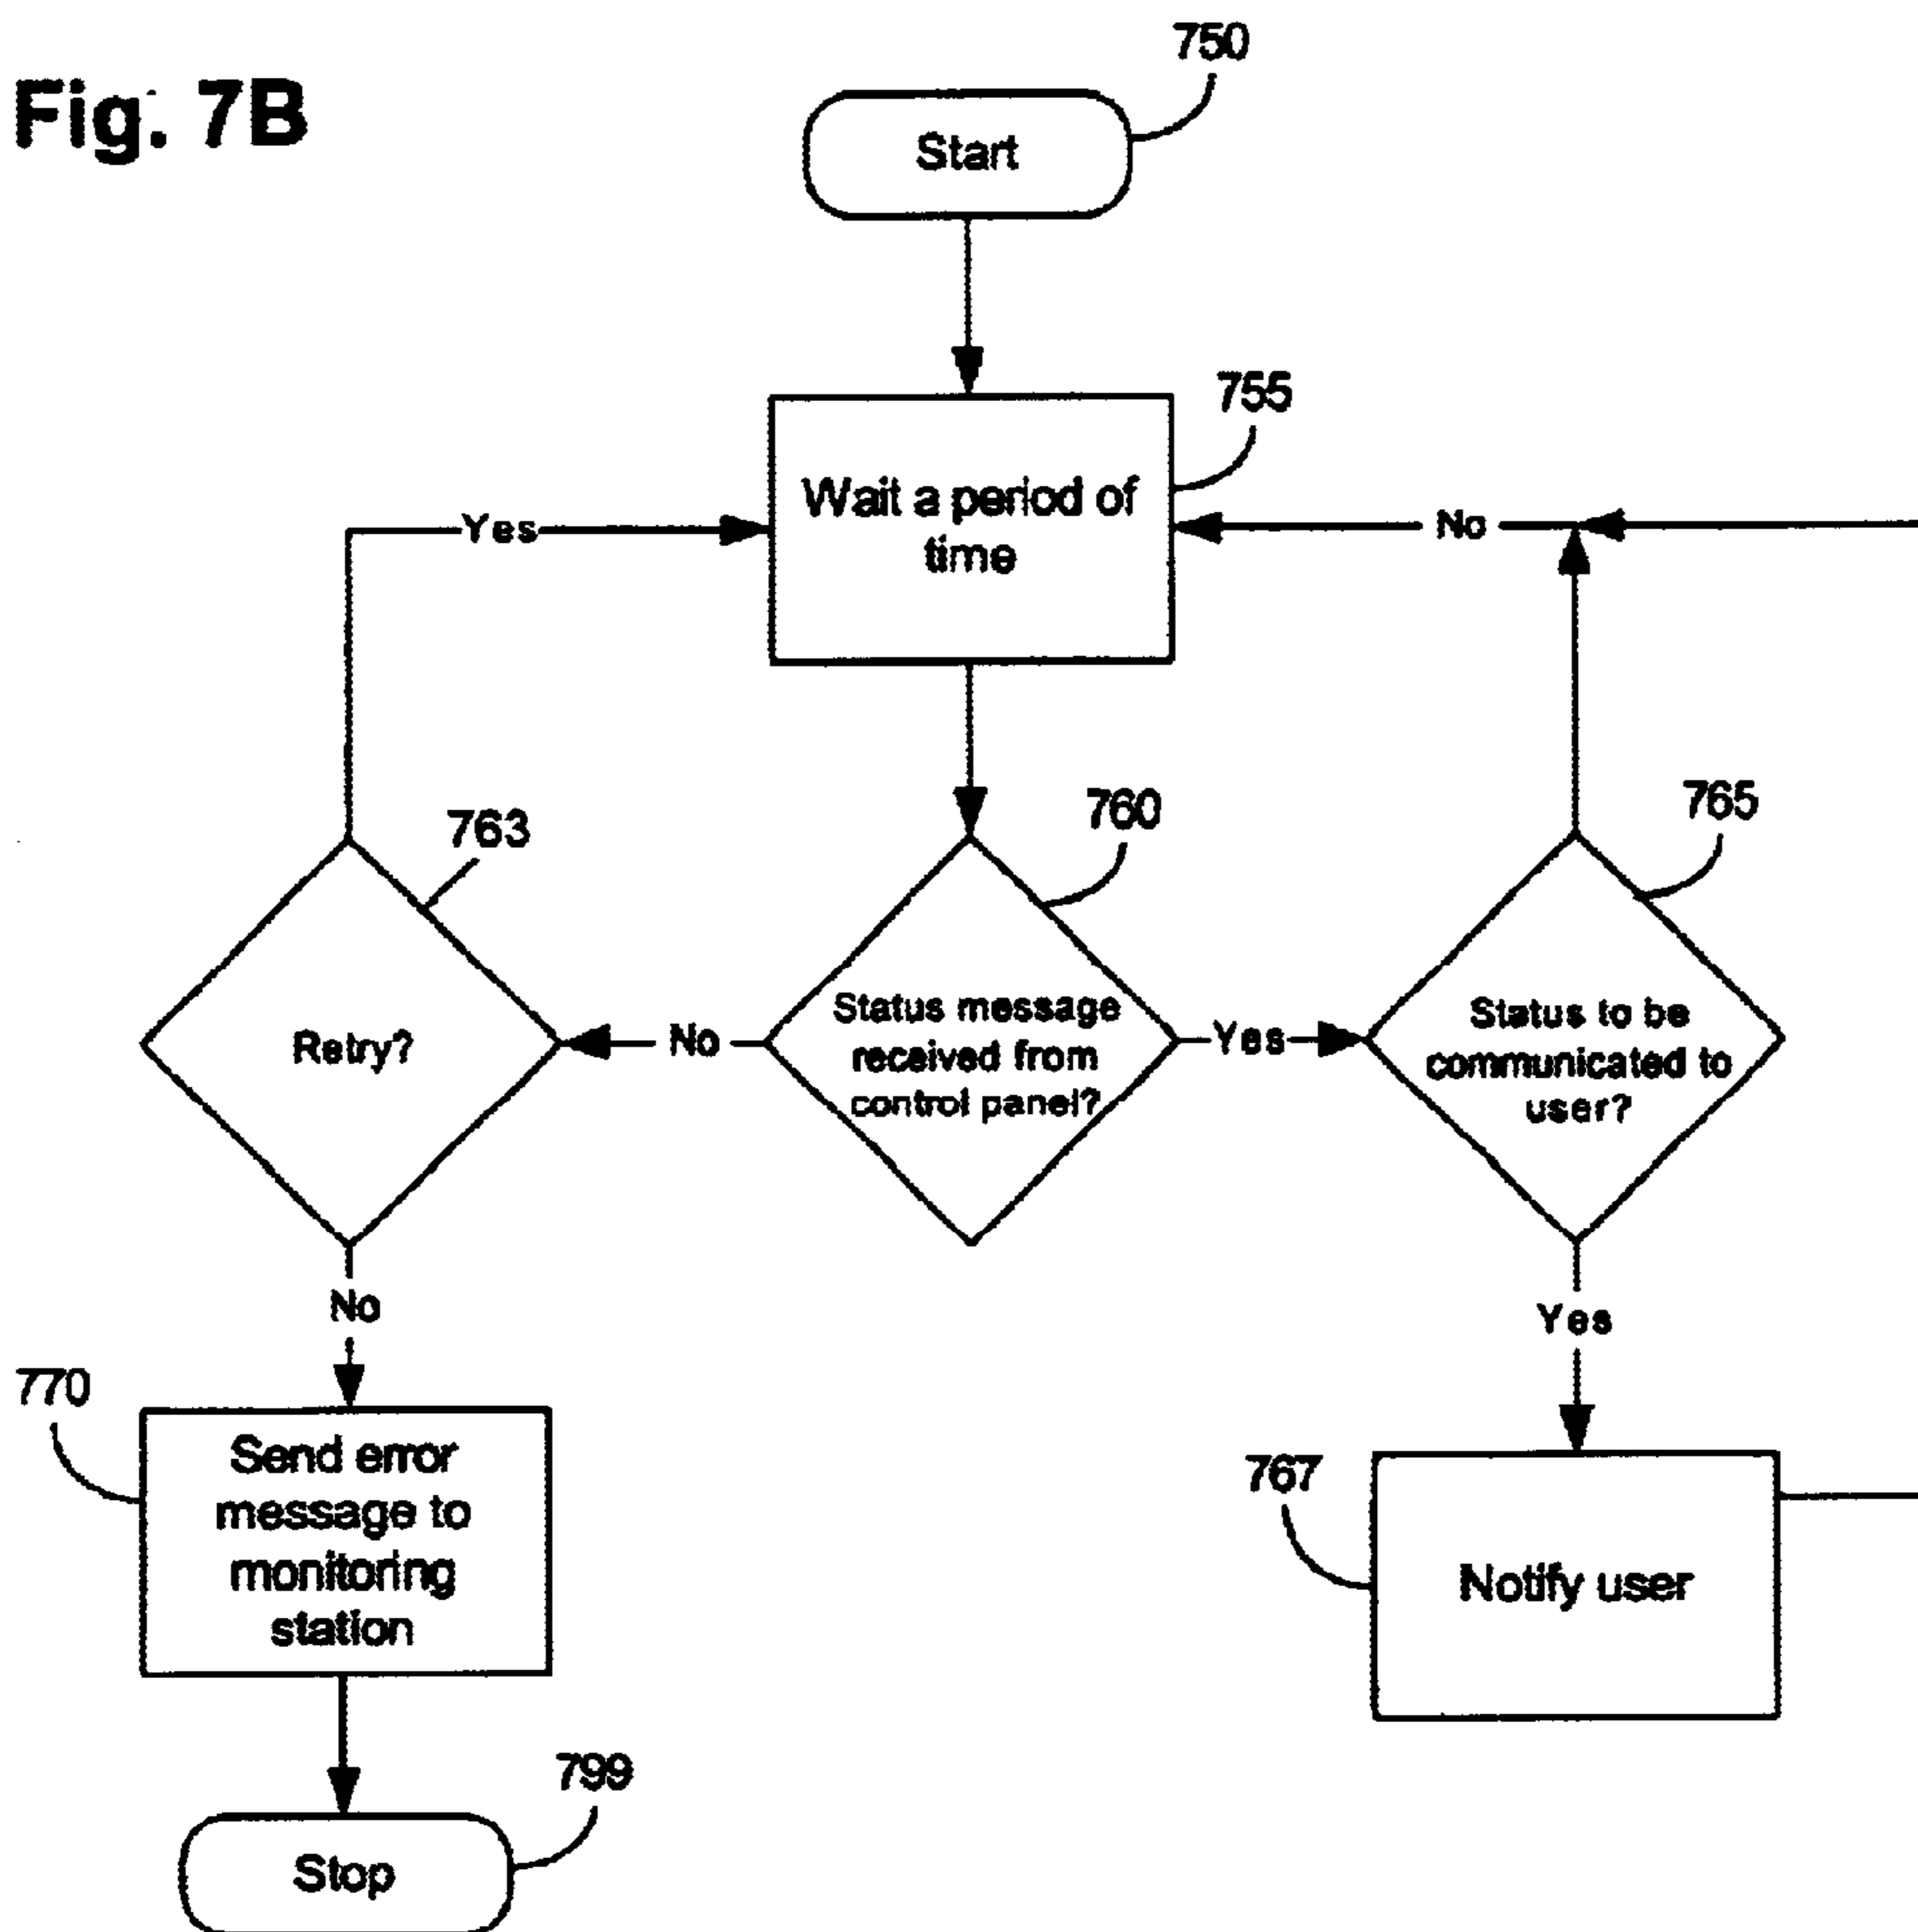 Fig. 7B
750
Start
755
Wait a period of
time
Yes
No
763
760
765
Retry?
No
Status message
received from
control panel?
Yes
Status to be
communicated to
user?
No
Yes
770
Send error
message to
monitoring
station
767
Notify user
799
Stop